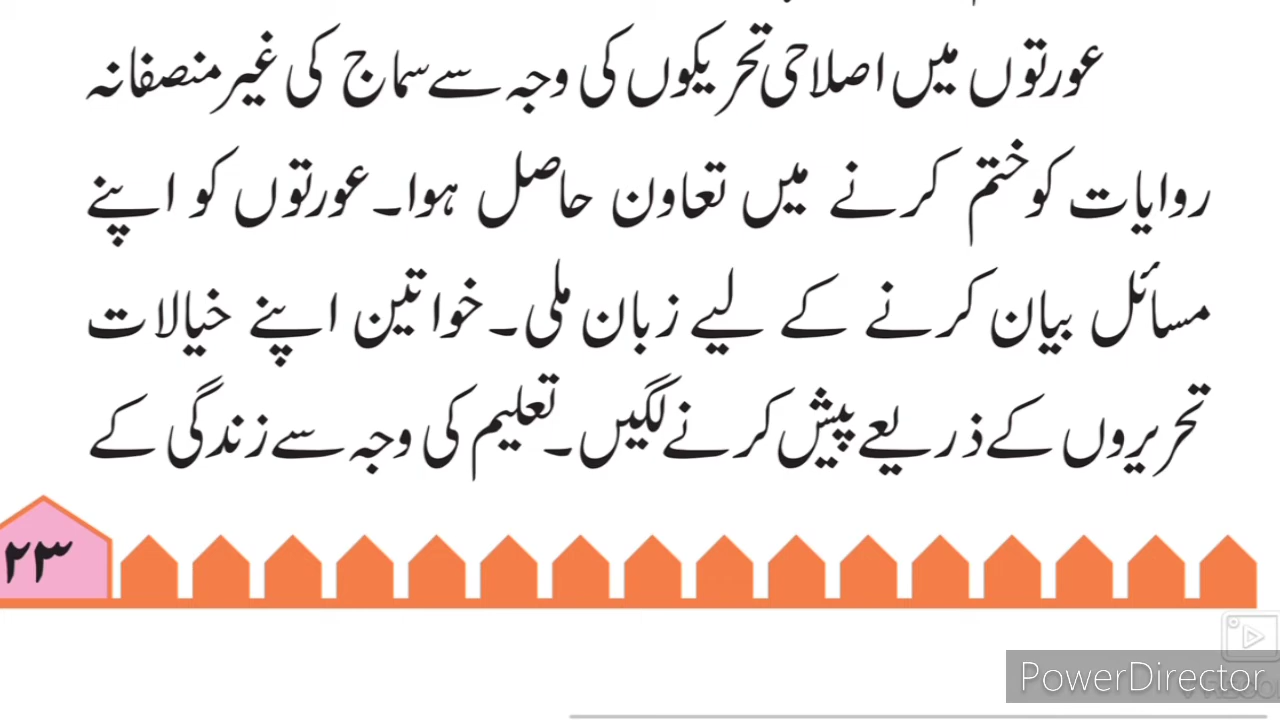 عورتوں میں اصلاحی تحریکوں کی وجہ سے سماج کی غیر منصفانہ
روایات کو ختم کرنے میں تعاون حاصل ہوا۔ عورتوں کو اپنے
مسائل بیان کرنے کے لیے زبان ملی۔ خواتین اپنے خیالات
تحریروں کے ذریعے پیش کرنے لگیں۔ تعلیم کی وجہ سے زندگی کے
۲۳
PowerDirector